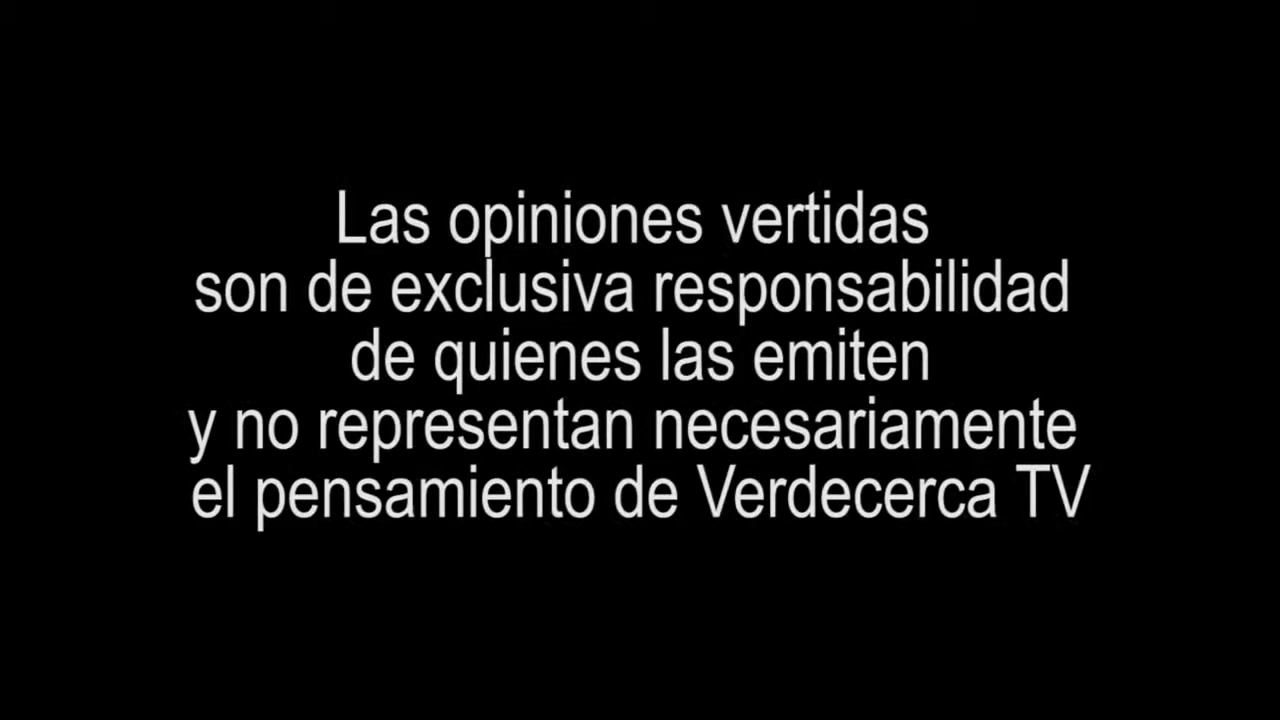 Las opiniones vertidas
son de exclusiva responsabilidad
de quienes las emiten
y no representan necesariamente
el pensamiento de Verdecerca TV